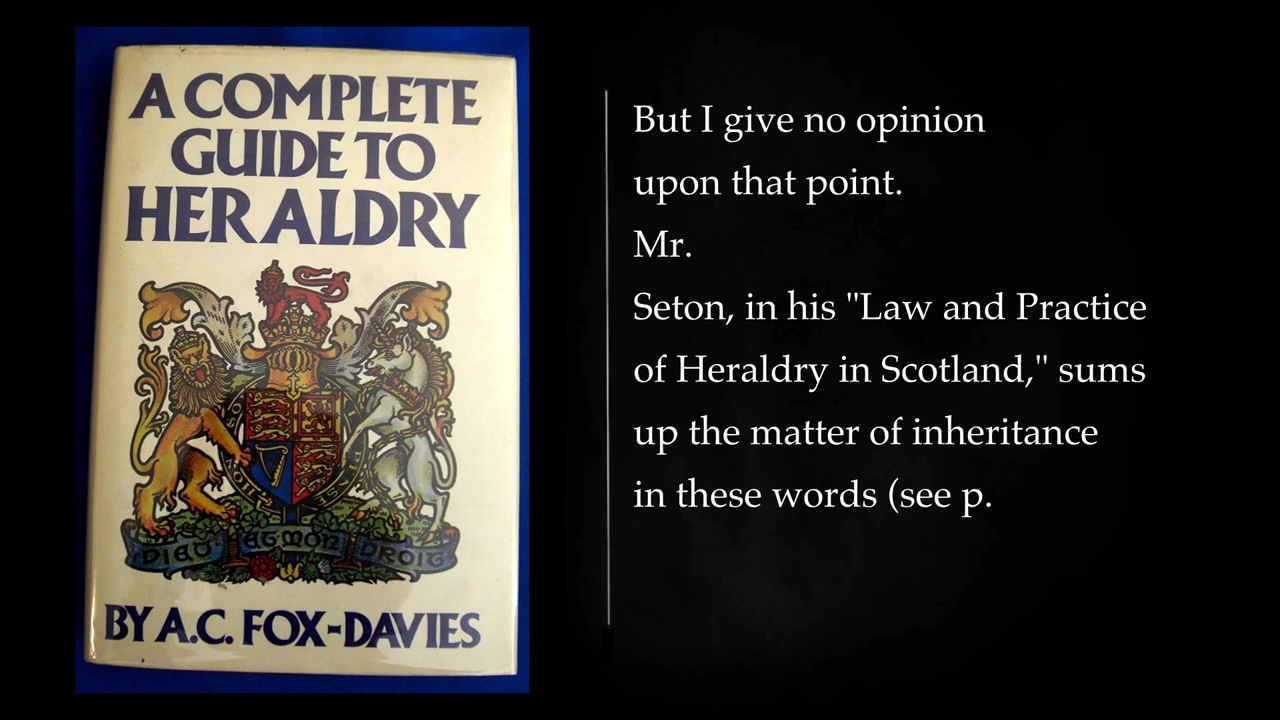 A COMPLETE
GUIDE TO
HERALDRY
DIEU ET MON DROIT
BY A.C. FOX-DAVIES
But I give no opinion
upon that point.
Mr.
Seton, in his "Law and Practice
of Heraldry in Scotland," sums
up the matter of inheritance
in these words (see p.